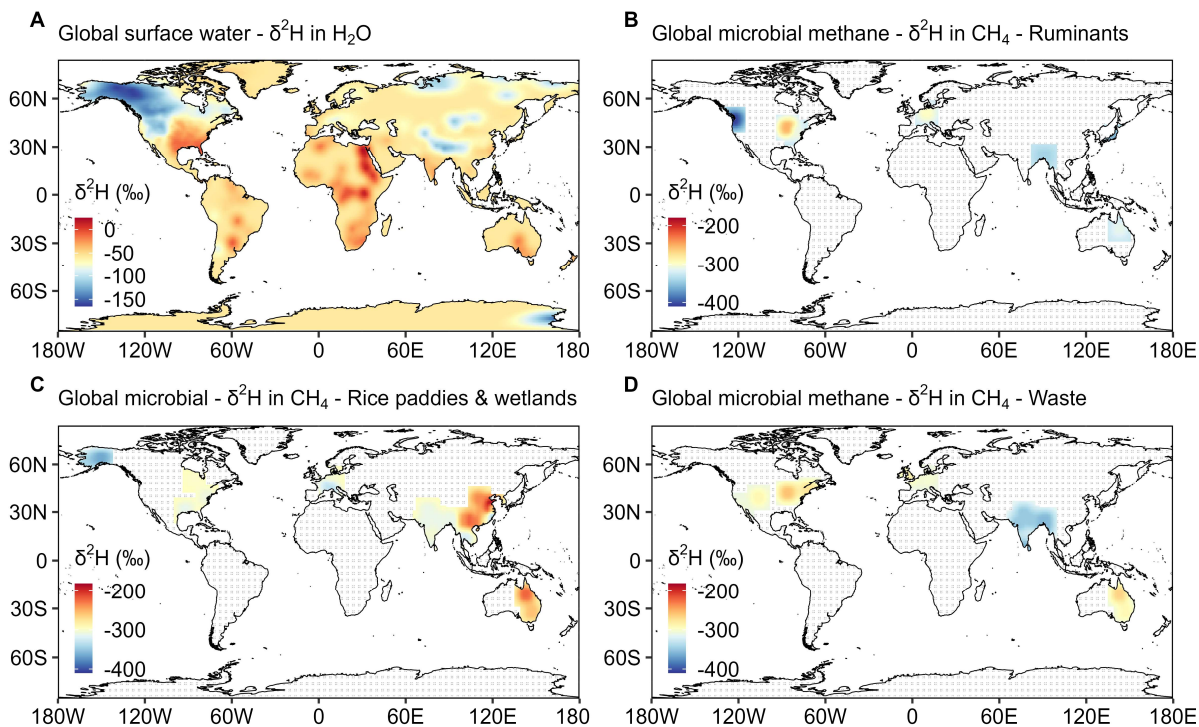 A
Global surface water - δ²H in H₂O
60N
30N
0
30S
60S
δ²H (‰)
0
-50
-100
-150
180W 120W 60W 0 60E 120E 180
B
Global microbial methane - δ²H in CH₄ - Ruminants
60N
30N
0
30S
60S
δ²H (‰)
-200
-300
-400
180W 120W 60W 0 60E 120E 180E
C
Global microbial - δ²H in CH₄ - Rice paddies & wetlands
60N
30N
0
30S
60S
δ²H (‰)
-200
-300
-400
180W 120W 60W 0 60E 120E 180
D
Global microbial methane - δ²H in CH₄ - Waste
60N
30N
0
30S
60S
δ²H (‰)
-200
-300
-400
180W 120W 60W 0 60E 120E 180E